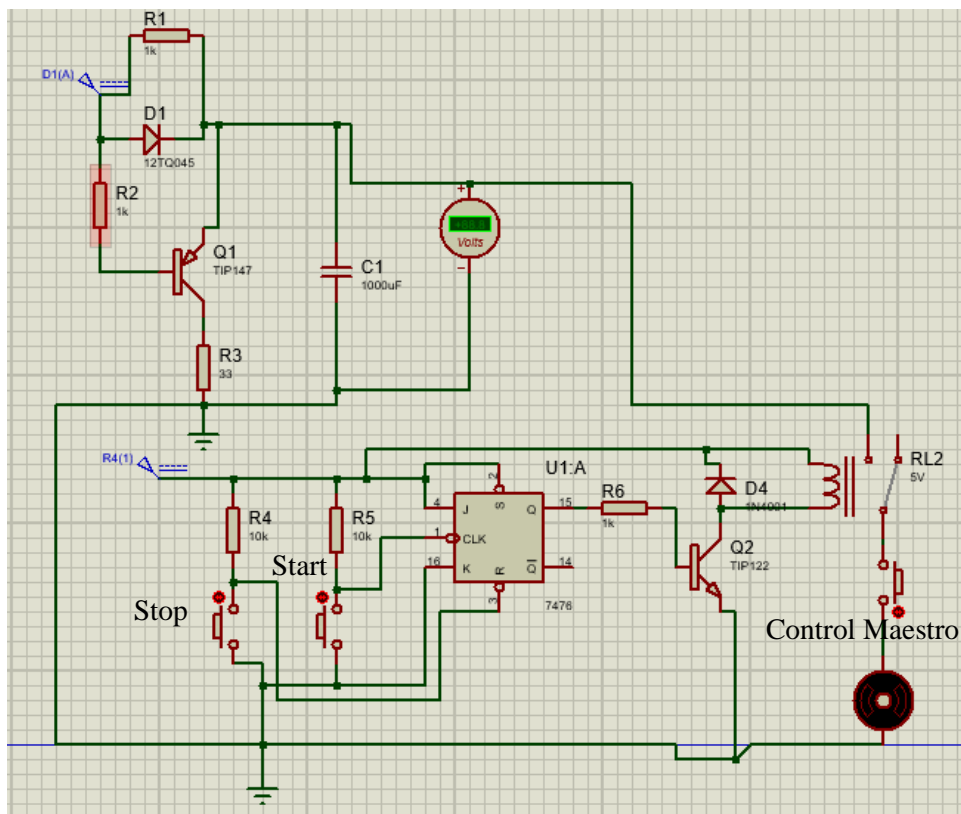 R1
1k
D1(A)
D1
12TQ045
R2
1k
Q1
TIP147
C1
1000uF
+
Volts
−
R3
33
R4(1)
U1:A
RL2
5V
R4
10k
R5
10k
4
J
2
S
Q
15
R6
1k
D4
1N4001
1
CLK
16
K
R
3
Q
14
7476
Q2
TIP122
Start
Stop
Control Maestro